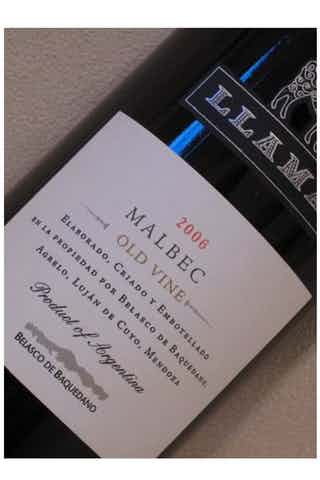 LLAMA
2006
MALBEC
OLD VINE
ELABORADO, CRIADO Y EMBOTELLADO
EN LA PROPIEDAD POR BELASCO DE BAQUEDANO,
AGRELO, LUJÁN DE CUYO, MENDOZA
Product of Argentina
BELASCO DE BAQUEDANO